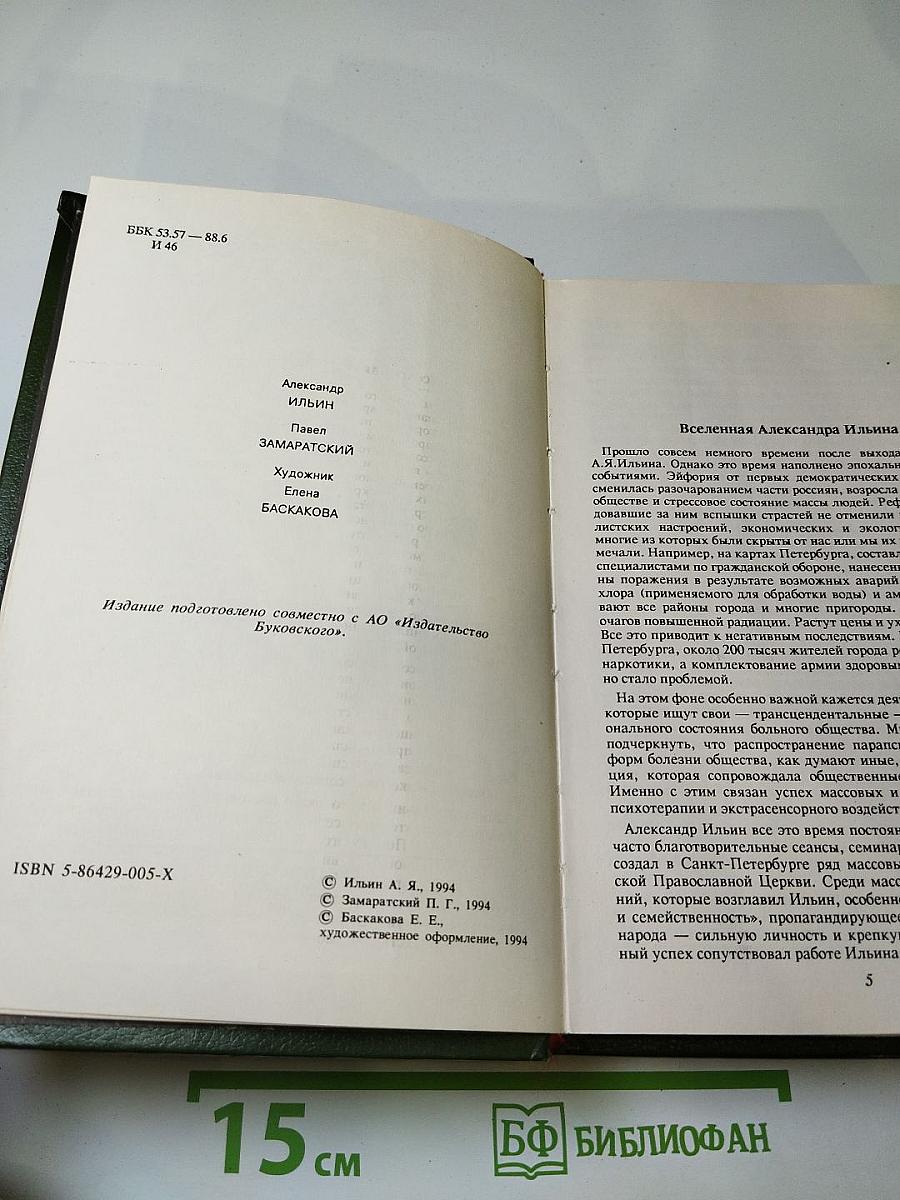 ББК 53.57 — 88.6
И 46
Александр
ИЛЬИН
Павел
ЗАМАРАТСКИЙ
Художник
Елена
БАСКАКОВА
Издание подготовлено совместно с АО «Издательство
Буковского».
ISBN 5-86429-005-X
© Ильин А. Я., 1994
© Замаратский П. Г., 1994
© Баскакова Е. Е.,
художественное оформление, 1994
Вселенная Александра Ильина
Прошло совсем немного времени после выхода
А.Я.Ильина. Однако это время наполнено эпохальн
событиями. Эйфория от первых демократических
сменилась разочарованием части россиян, возросла
обществе и стрессовое состояние массы людей. Реф
довавшие за ним вспышки страстей не отменили
листских настроений, экономических и эколог
многие из которых были скрыты от нас или мы их
мечали. Например, на картах Петербурга, составл
специалистами по гражданской обороне, нанесены
ны поражения в результате возможных аварий
хлора (применяемого для обработки воды) и ам
вают все районы города и многие пригороды.
очагов повышенной радиации. Растут цены и ух
Все это приводит к негативным последствиям.
Петербурга, около 200 тысяч жителей города р
наркотики, а комплектование армии здоровым
но стало проблемой.
На этом фоне особенно важной кажется дея
которые ищут свои — трансцендентальные —
онального состояния больного общества. М
подчеркнуть, что распространение парапс
форм болезни общества, как думают иные,
ция, которая сопровождала общественны
Именно с этим связан успех массовых и
психотерапии и экстрасенсорного воздейст
Александр Ильин все это время постоян
часто благотворительные сеансы, семинар
создал в Санкт-Петербурге ряд массовы
ской Православной Церкви. Среди масс
ний, которые возглавил Ильин, особенно
и семейственность», пропагандирующее
народа — сильную личность и крепкую
ный успех сопутствовал работе Ильина
5
15 см
БФ БИБЛИОФАН